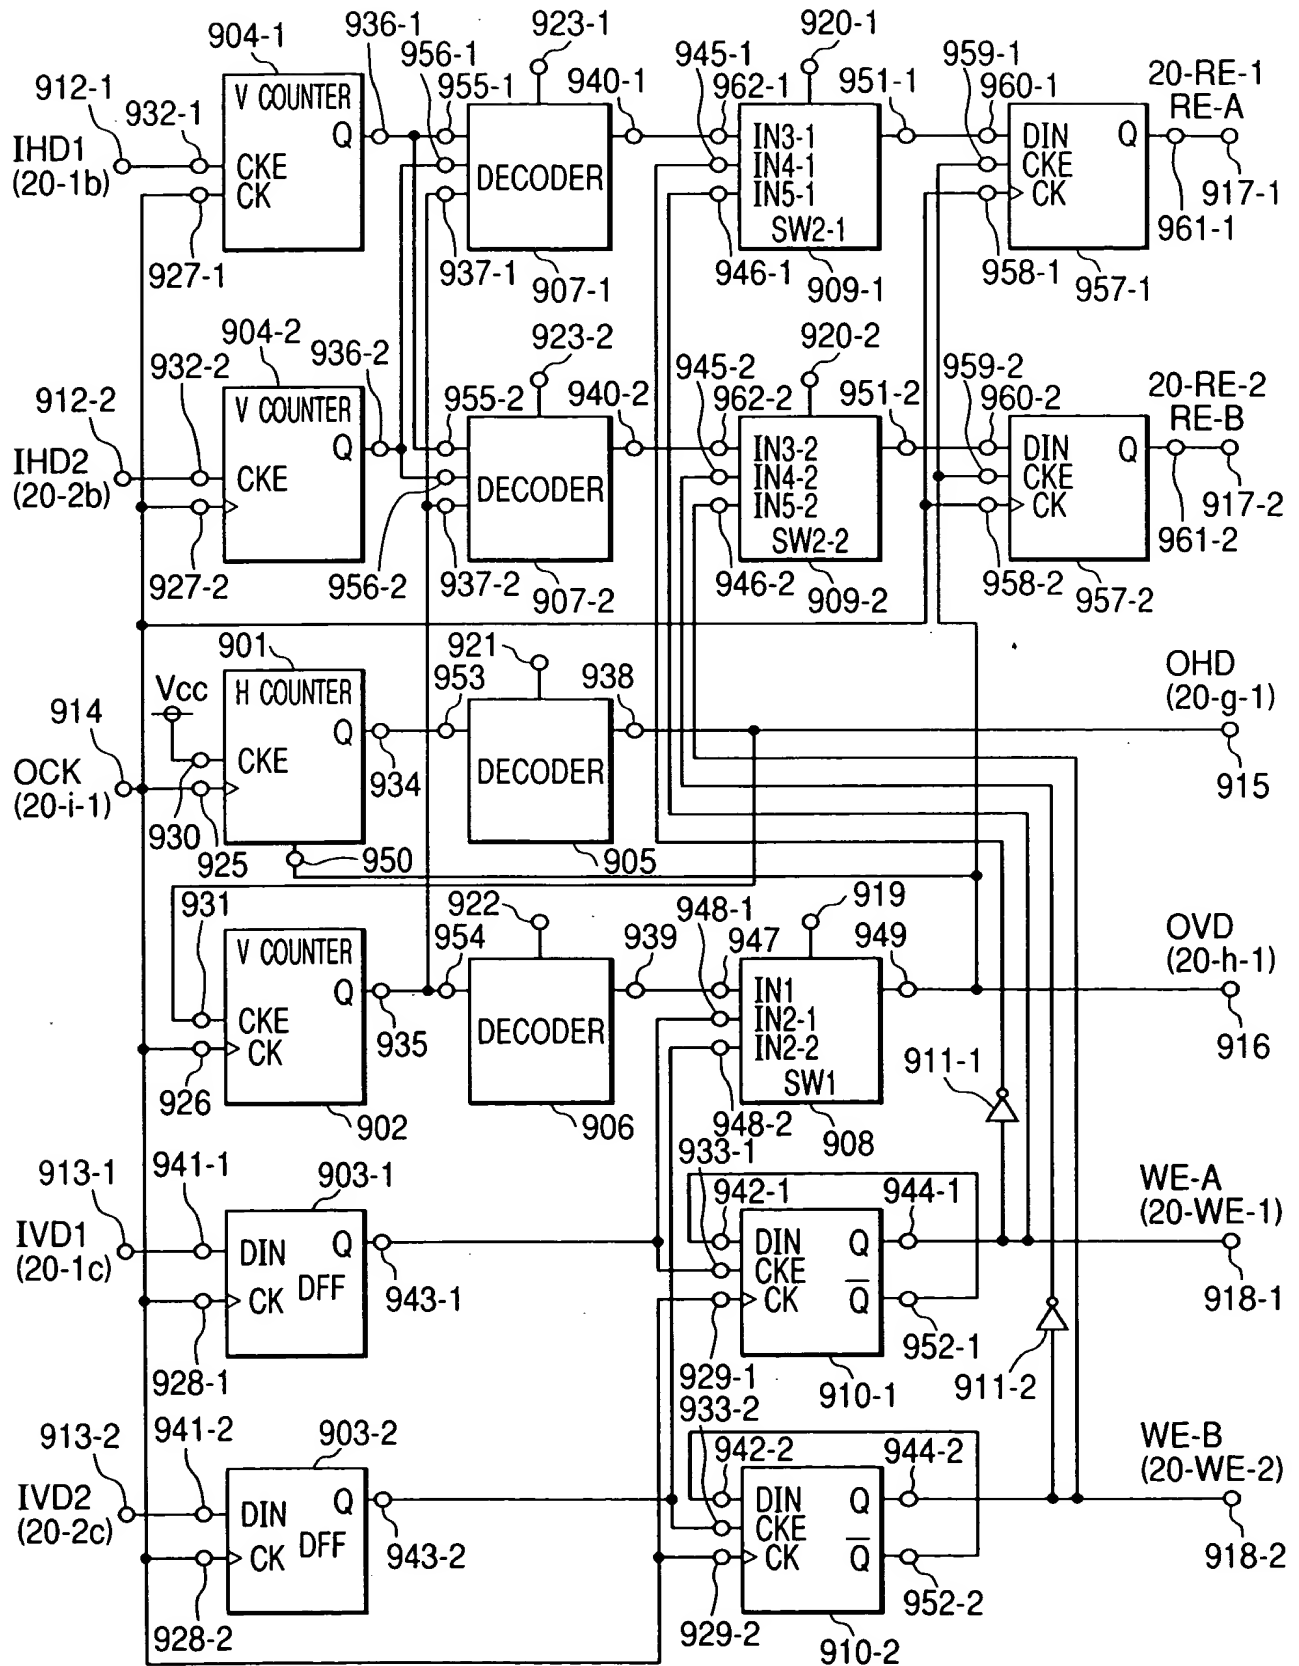 904-1 936-1 923-1 920-1
956-1 945-1 959-1
912-1 932-1 955-1 940-1 962-1 951-1 960-1 20-RE-1
RE-A
IHD1
(20-1b)
V COUNTER
Q
CKE
CK
DECODER
IN3-1
IN4-1
IN5-1
SW2-1
DIN Q
CKE
CK
927-1 937-1 946-1 958-1 961-1 917-1
907-1 909-1 957-1
904-2 936-2 923-2 920-2
932-2 945-2 959-2
912-2 955-2 940-2 962-2 951-2 960-2 20-RE-2
RE-B
IHD2
(20-2b)
V COUNTER
Q
CKE
DECODER
IN3-2
IN4-2
IN5-2
SW2-2
DIN Q
CKE
CK
927-2 956-2 937-2 946-2 958-2 961-2 917-2
907-2 909-2 957-2
901 921
Vcc 953 938 OHD
(20-g-1)
914
H COUNTER
Q
CKE
DECODER
OCK
(20-i-1)
934 915
930 925 950 905
931 922 948-1 919
954 939 947 949 OVD
(20-h-1)
V COUNTER
Q
CKE
CK
DECODER
IN1
IN2-1
IN2-2
SW1
935 916
926 902 906 948-2 908 911-1
933-1
913-1 941-1 903-1 942-1 944-1 WE-A
(20-WE-1)
IVD1
(20-1c)
DIN Q
DFF
CK
DIN Q
CKE
CK Q̅
943-1 918-1
928-1 929-1 952-1
910-1 911-2
933-2
913-2 941-2 903-2 942-2 944-2 WE-B
(20-WE-2)
IVD2
(20-2c)
DIN Q
DFF
CK
DIN Q
CKE
CK Q̅
943-2 918-2
928-2 929-2 952-2
910-2